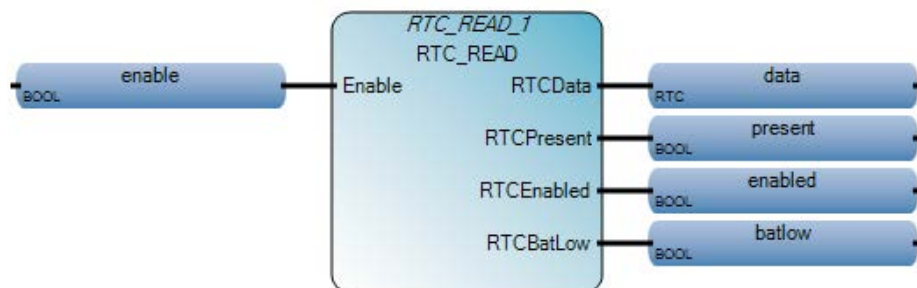 RTC_READ_1
RTC_READ
enable
BOOL
Enable
RTCData
data
RTC
RTCPresent
present
BOOL
RTCEnabled
enabled
BOOL
RTCBatLow
batlow
BOOL